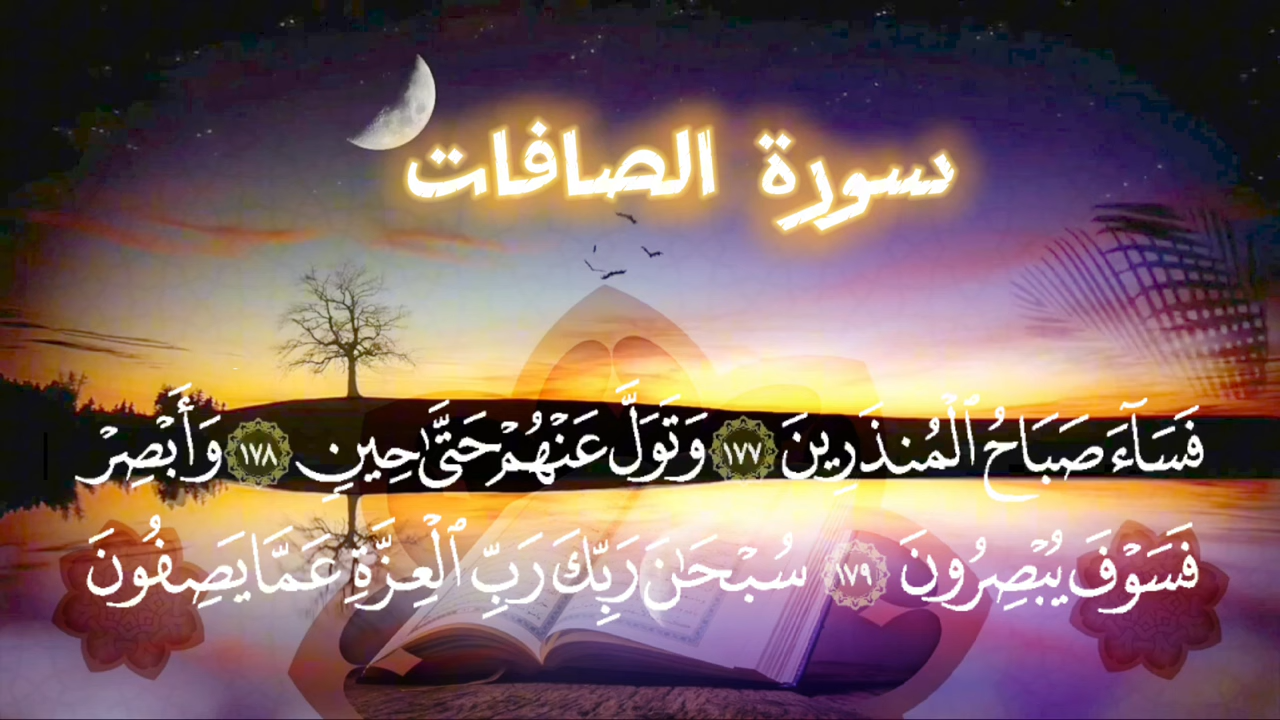 سورة الصافات
فَسَآءَ صَبَاحُ ٱلْمُنذَرِينَ ١٧٧ وَتَوَلَّ عَنْهُمْ حَتَّىٰ حِينٍ ١٧٨ وَأَبْصِرْ
فَسَوْفَ يُبْصِرُونَ ١٧٩ سُبْحَٰنَ رَبِّكَ رَبِّ ٱلْعِزَّةِ عَمَّا يَصِفُونَ